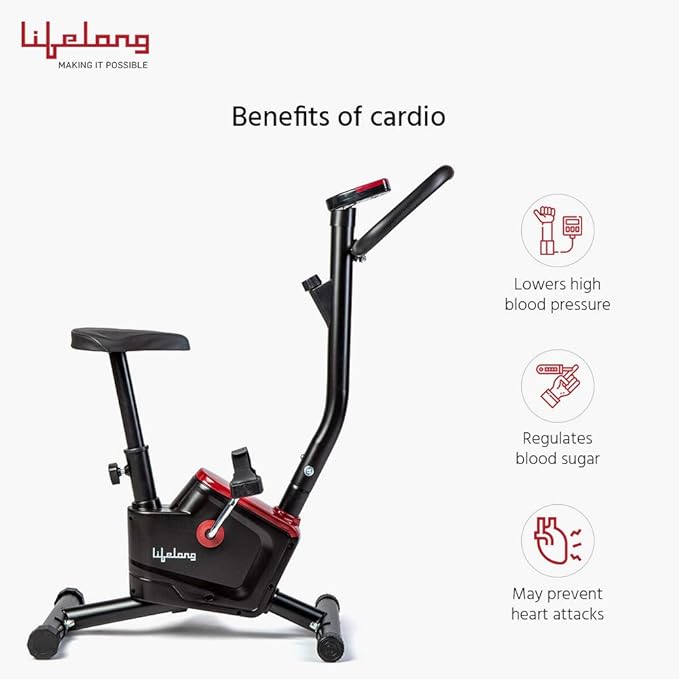 Lifelong
MAKING IT POSSIBLE
Benefits of cardio
Lowers high
blood pressure
Regulates
blood sugar
May prevent
heart attacks
Lifelong